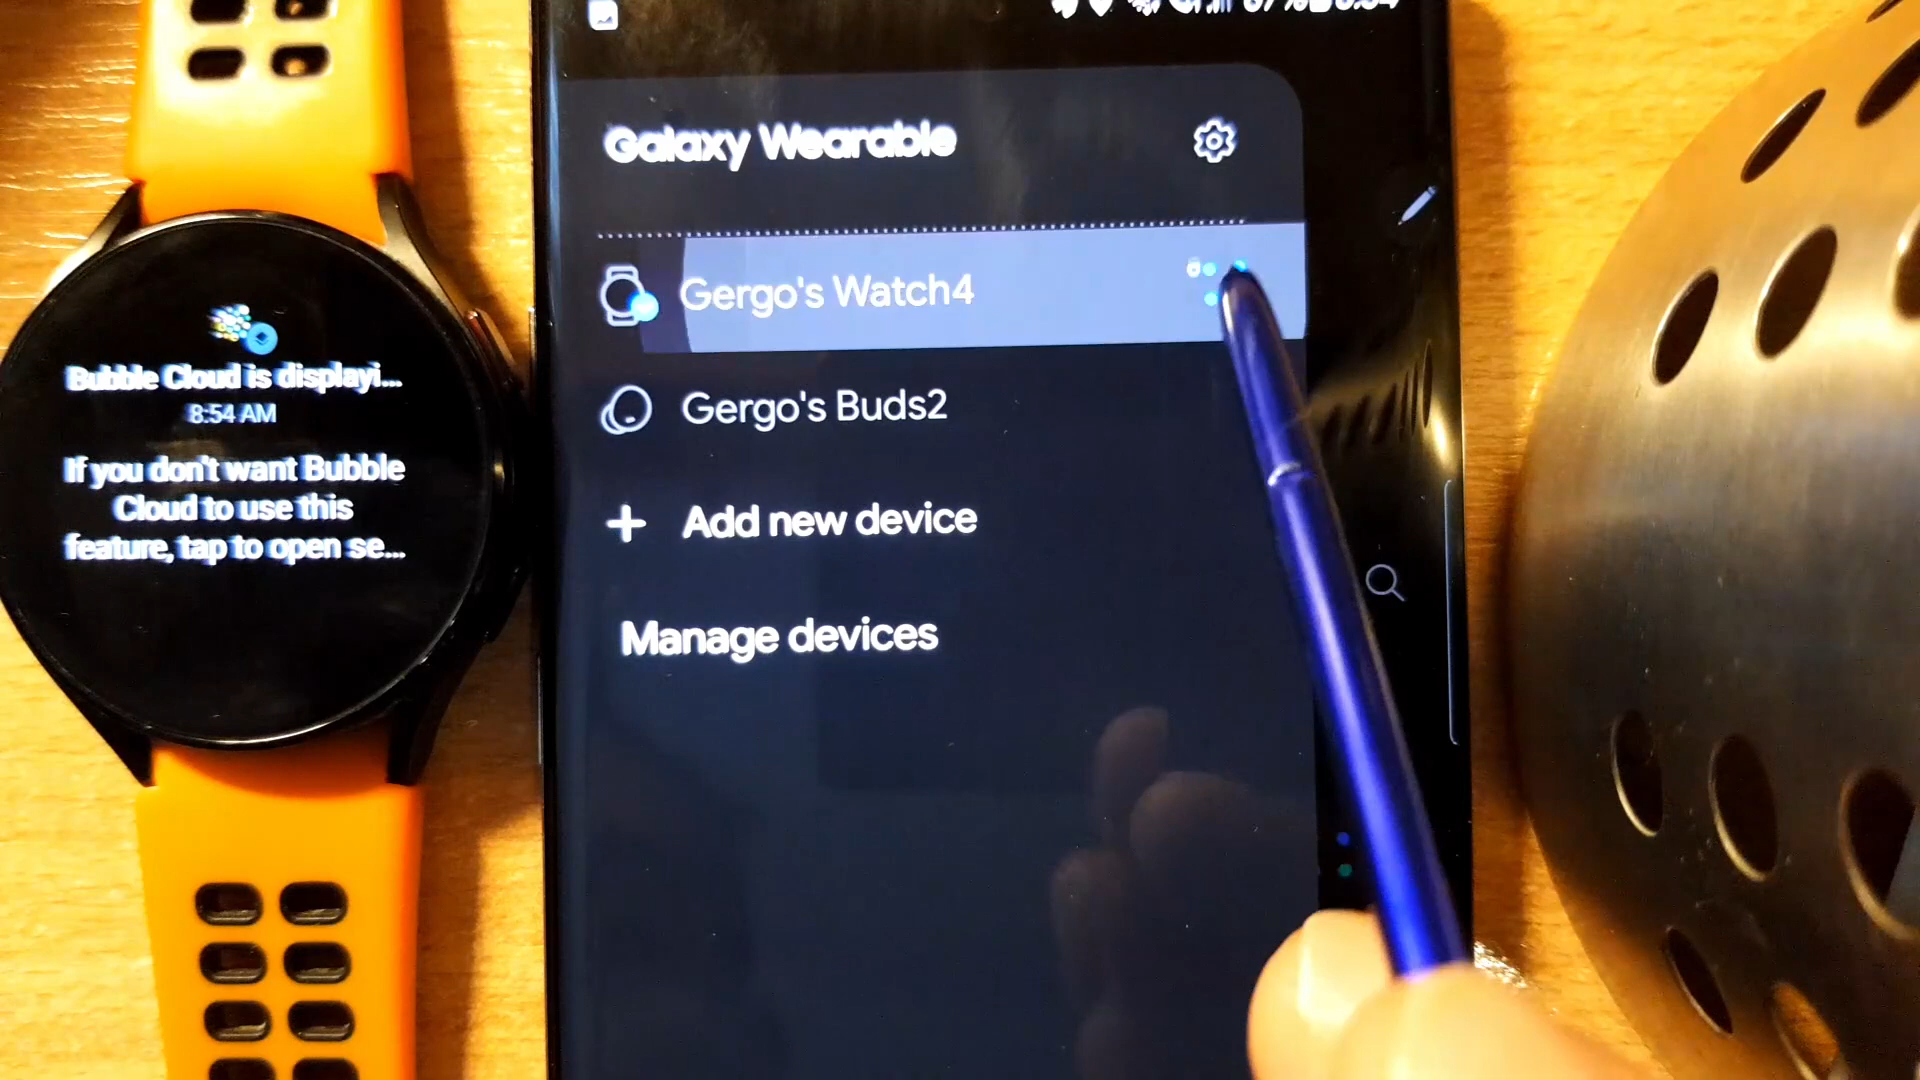 Bubble Cloud is displayi...
8:54 AM
If you don't want Bubble
Cloud to use this
feature, tap to open se...
Galaxy Wearable
Gergo's Watch4
Gergo's Buds2
Add new device
Manage devices